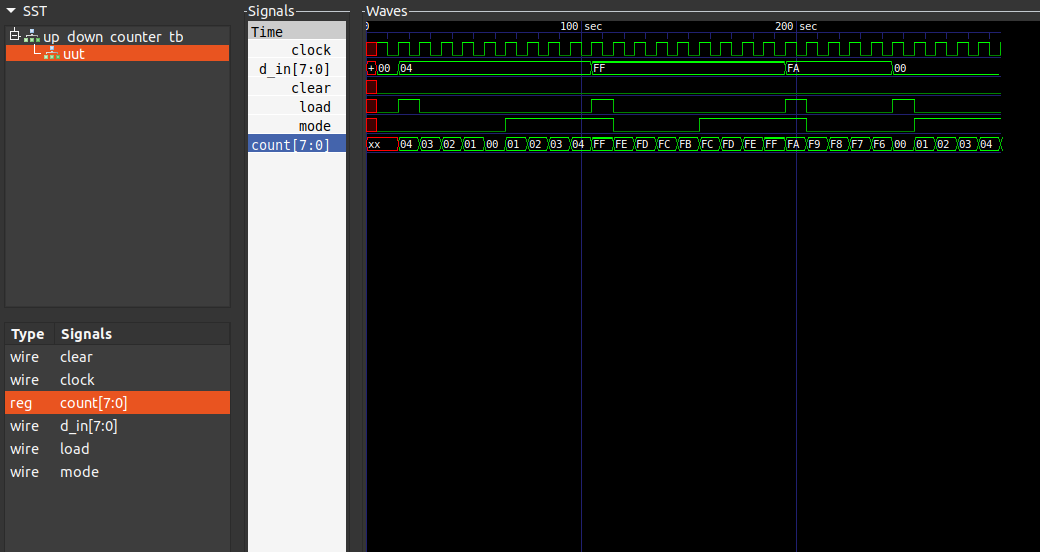 SST
up_down_counter_tb
uut
Type Signals
wire clear
wire clock
reg count[7:0]
wire d_in[7:0]
wire load
wire mode
Signals
Time
clock
d_in[7:0]
clear
load
mode
count[7:0]
Waves
0 100 sec 200 sec
+ 00 04 FF FA 00
xx 04 03 02 01 00 01 02 03 04 FF FE FD FC FB FC FD FE FF FA F9 F8 F7 F6 00 01 02 03 04